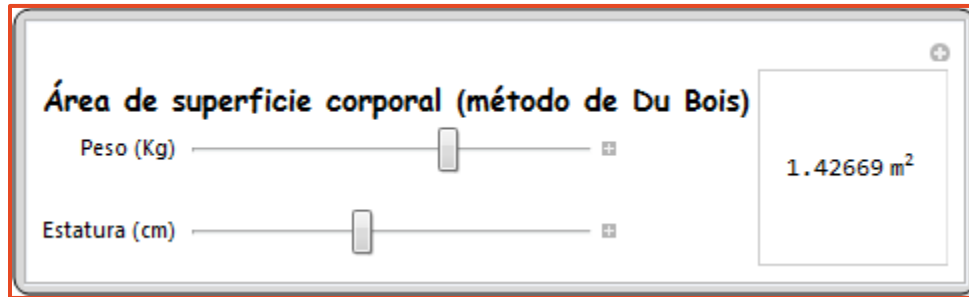 Área de superficie corporal (método de Du Bois)
Peso (Kg)
1.42669 m²
Estatura (cm)